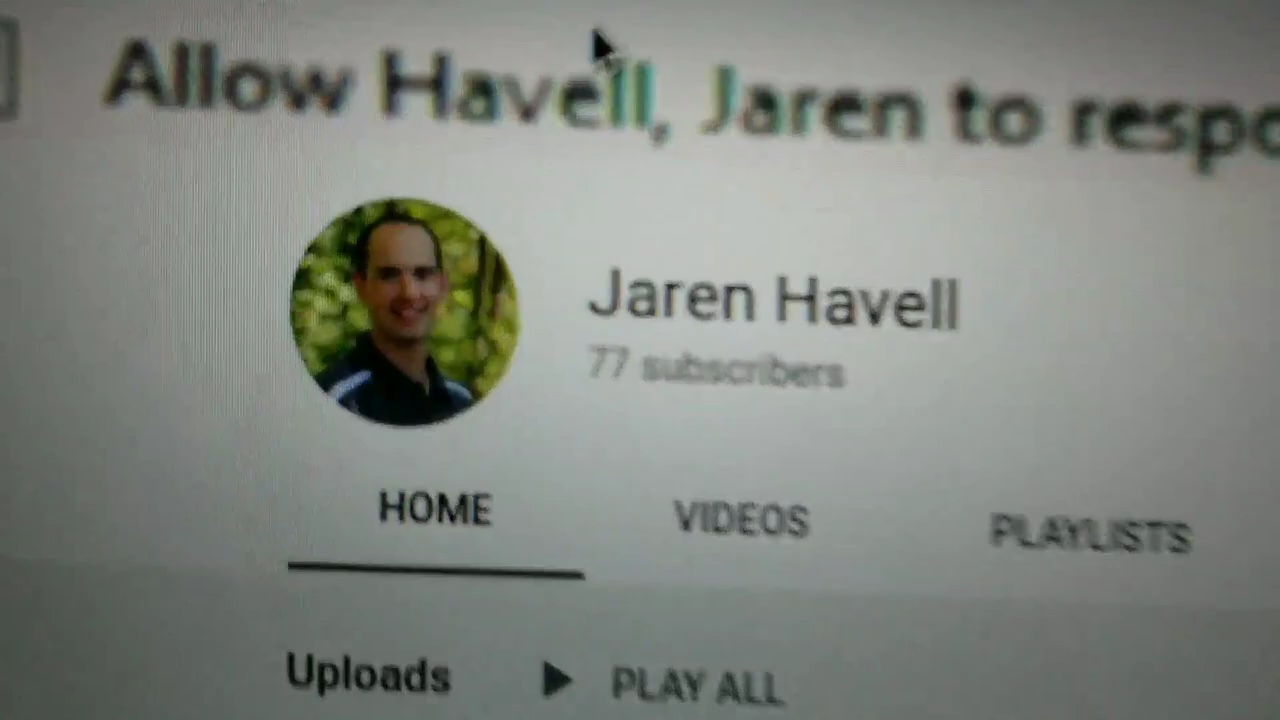 Allow Havell, Jaren to respo
Jaren Havell
77 subscribers
HOME VIDEOS PLAYLISTS
Uploads PLAY ALL